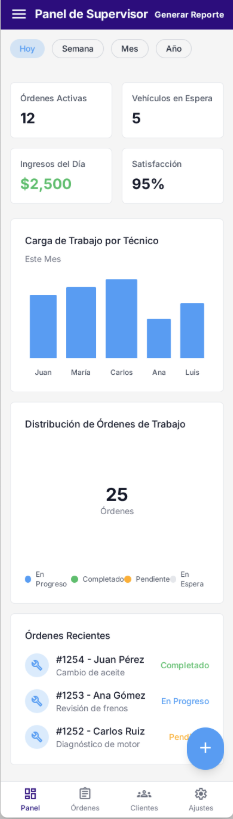 Panel de Supervisor Generar Reporte
Hoy Semana Mes Año
Órdenes Activas Vehículos en Espera
12 5
Ingresos del Día Satisfacción
$2,500 95%
Carga de Trabajo por Técnico
Este Mes
Juan María Carlos Ana Luis
Distribución de Órdenes de Trabajo
25
Órdenes
En Progreso Completado Pendiente En Espera
Órdenes Recientes
#1254 - Juan Pérez
Cambio de aceite
Completado
#1253 - Ana Gómez
Revisión de frenos
En Progreso
#1252 - Carlos Ruiz
Diagnóstico de motor
+
Panel Órdenes Clientes Ajustes